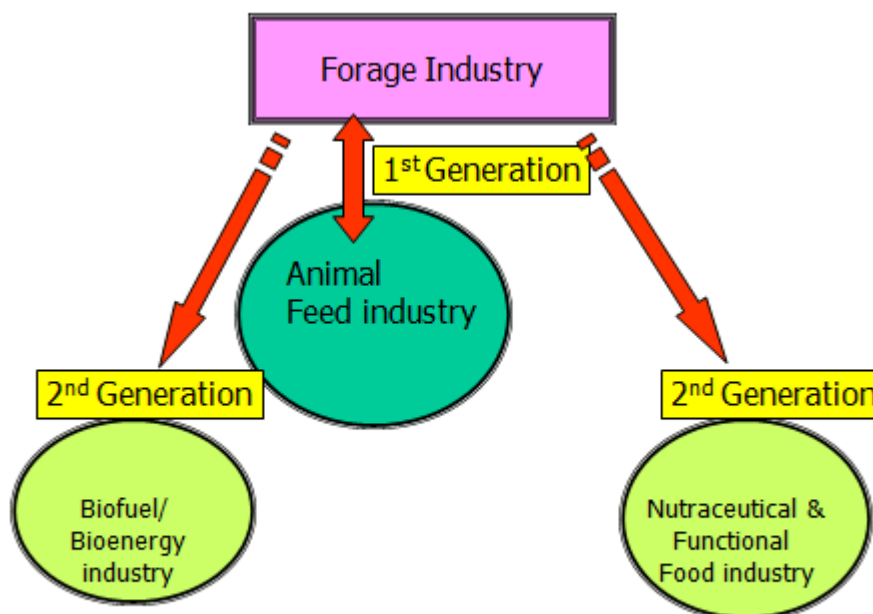 Forage Industry
1st Generation
Animal
Feed industry
2nd Generation
2nd Generation
Biofuel/
Bioenergy
industry
Nutraceutical &
Functional
Food industry